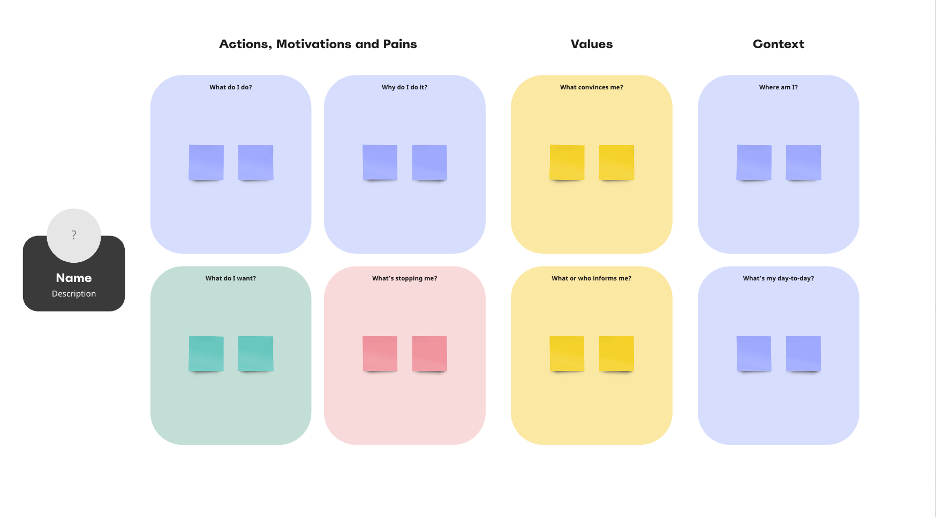 Actions, Motivations and Pains
Values
Context
What do I do?
Why do I do it?
What convinces me?
Where am I?
?
Name
Description
What do I want?
What's stopping me?
What or who informs me?
What's my day-to-day?